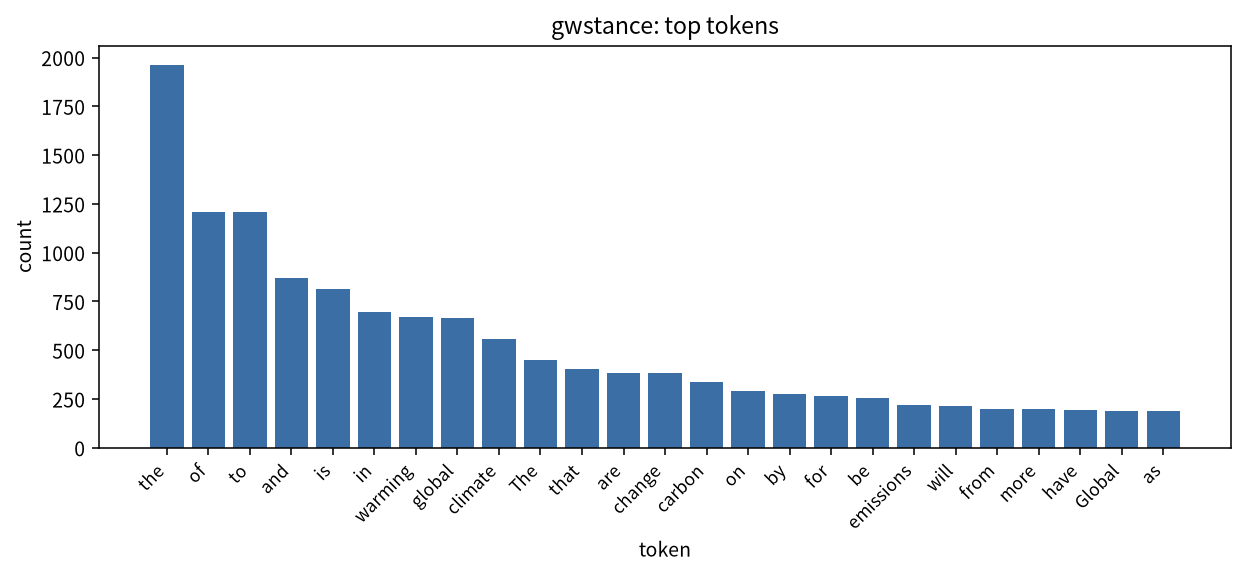 gwstance: top tokens
2000
1750
1500
1250
1000
750
500
250
0
count
the
of
to
and
is
in
warming
global
climate
The
that
are
change
carbon
on
by
for
be
emissions
will
from
more
have
Global
as
token